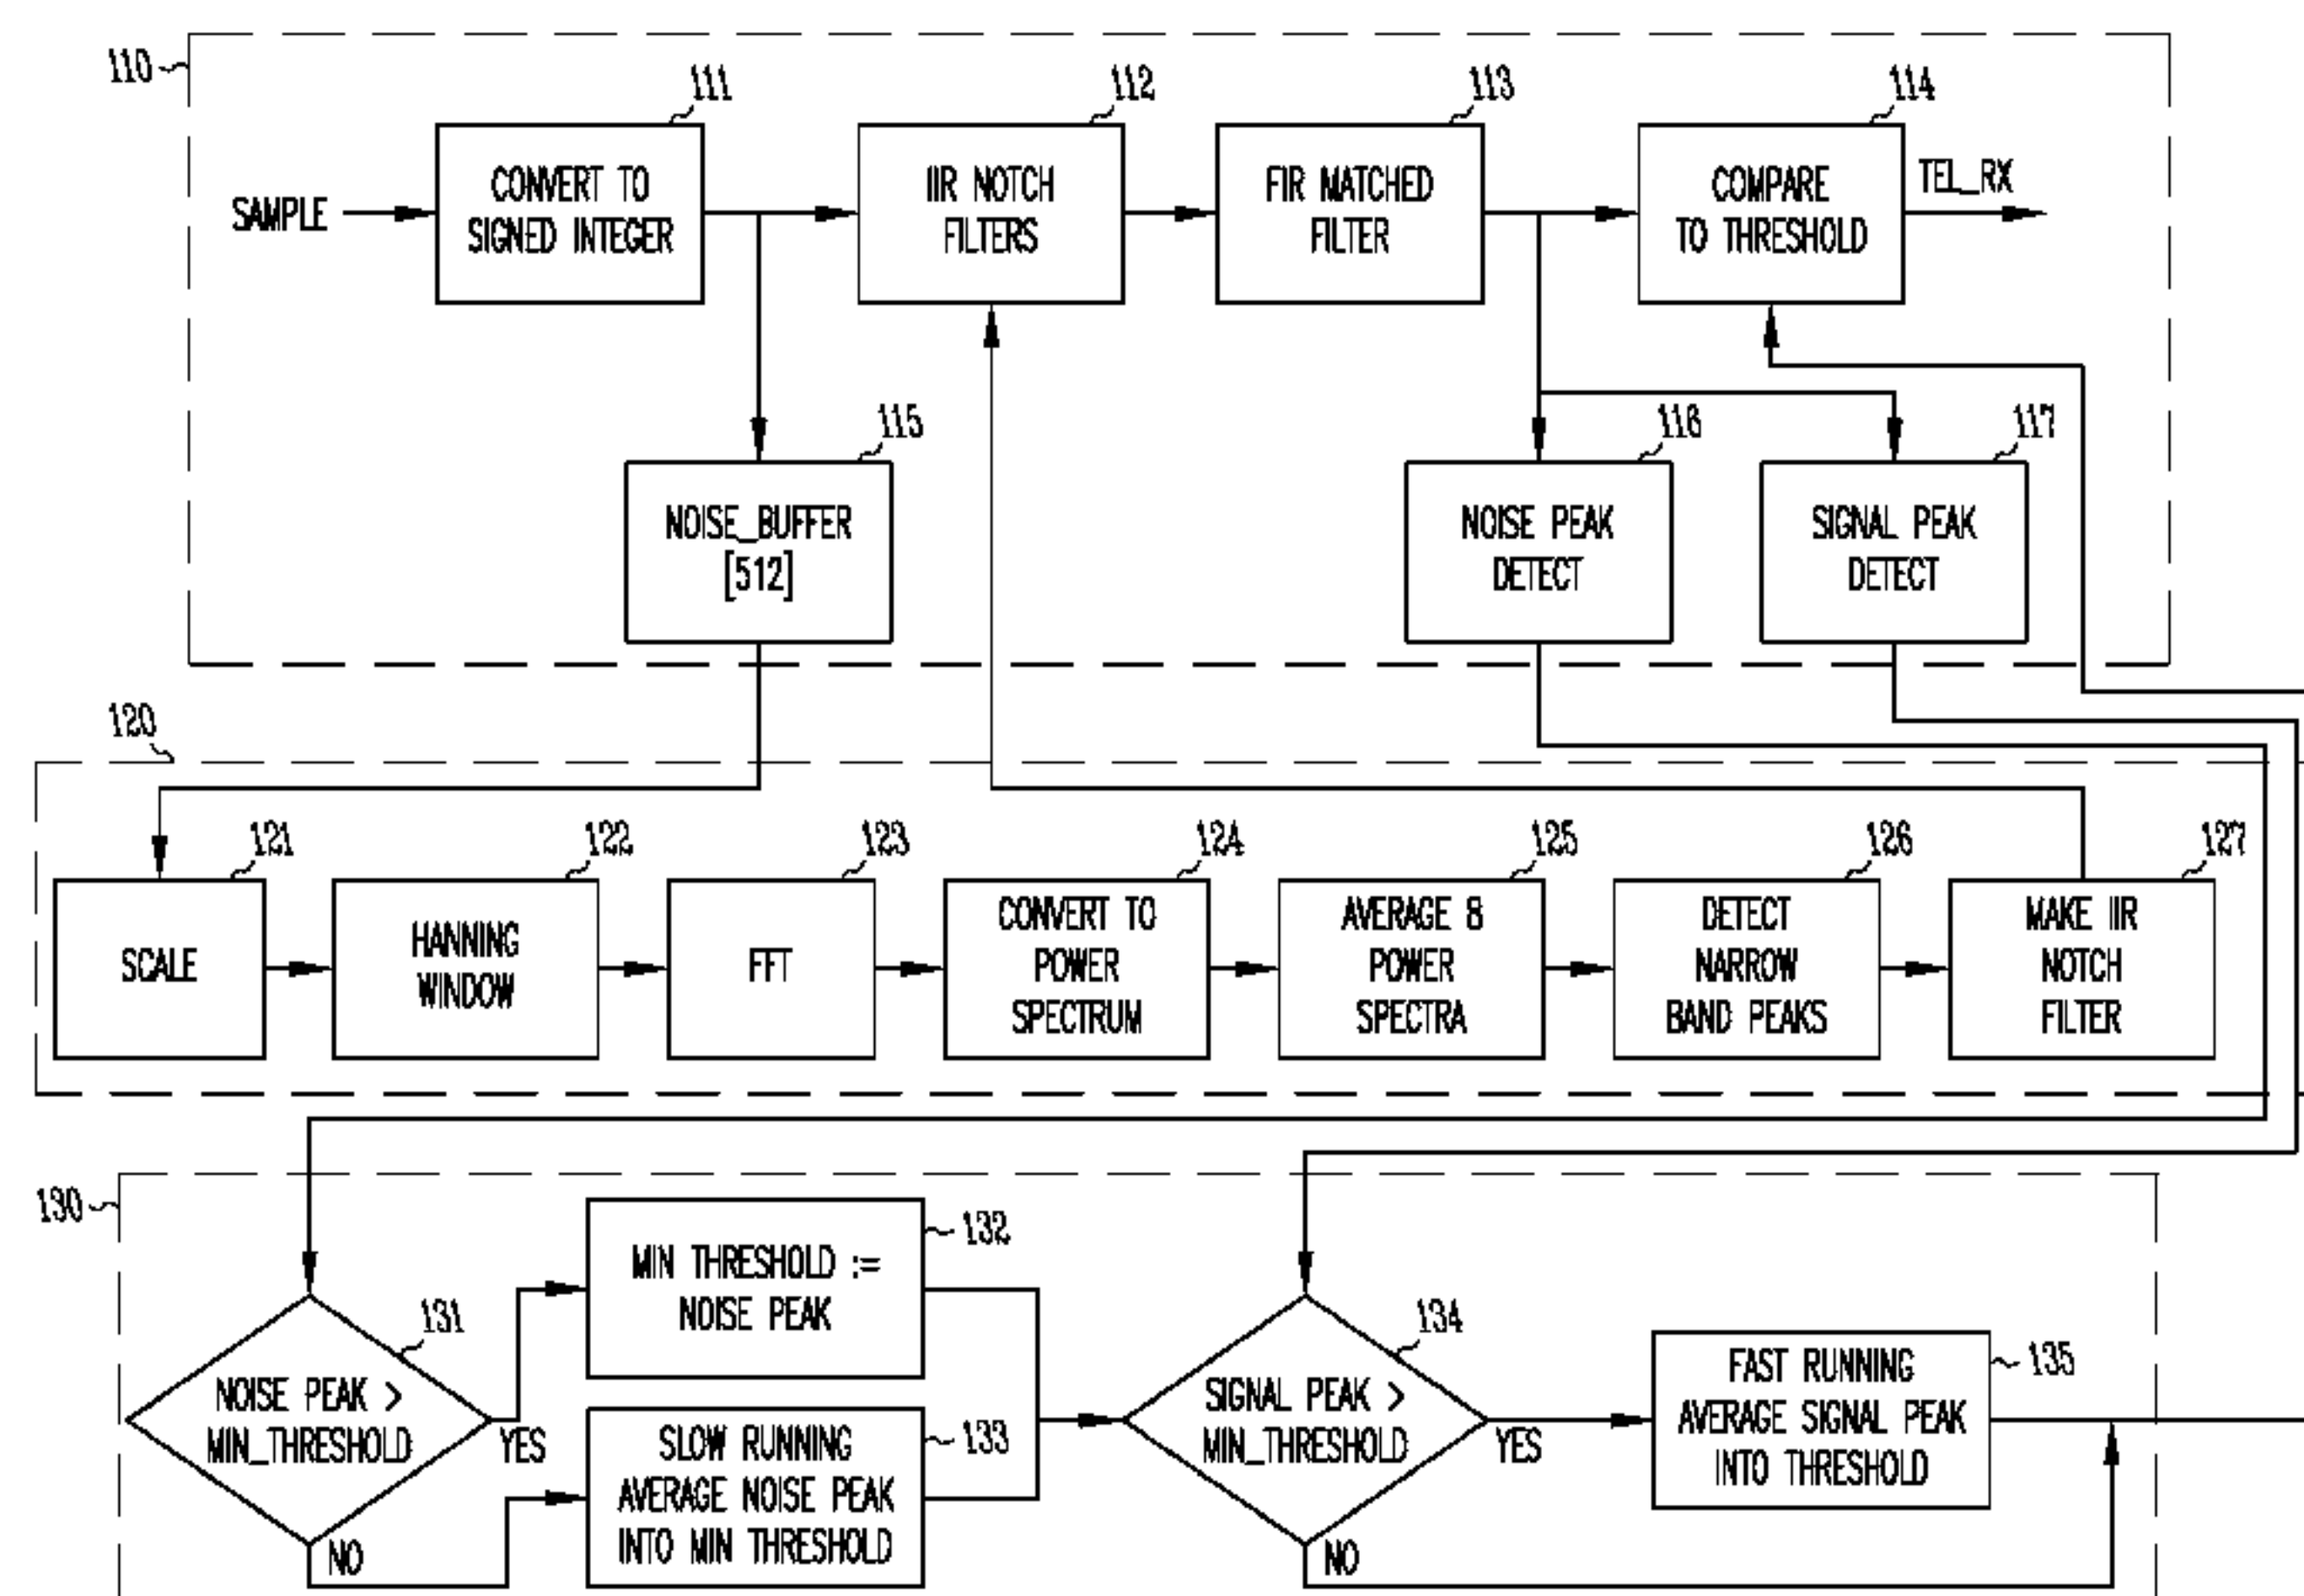 110
111
112
113
114
SAMPLE
CONVERT TO
SIGNED INTEGER
IIR NOTCH
FILTERS
FIR MATCHED
FILTER
COMPARE
TO THRESHOLD
TEL_RX
115
116
117
NOISE_BUFFER
[512]
NOISE PEAK
DETECT
SIGNAL PEAK
DETECT
120
121
122
123
124
125
126
127
SCALE
HANNING
WINDOW
FFT
CONVERT TO
POWER
SPECTRUM
AVERAGE 8
POWER
SPECTRA
DETECT
NARROW
BAND PEAKS
MAKE IIR
NOTCH
FILTER
130
131
NOISE PEAK >
MIN_THRESHOLD
YES
NO
132
MIN THRESHOLD :=
NOISE PEAK
133
SLOW RUNNING
AVERAGE NOISE PEAK
INTO MIN THRESHOLD
134
SIGNAL PEAK >
MIN_THRESHOLD
YES
NO
135
FAST RUNNING
AVERAGE SIGNAL PEAK
INTO THRESHOLD